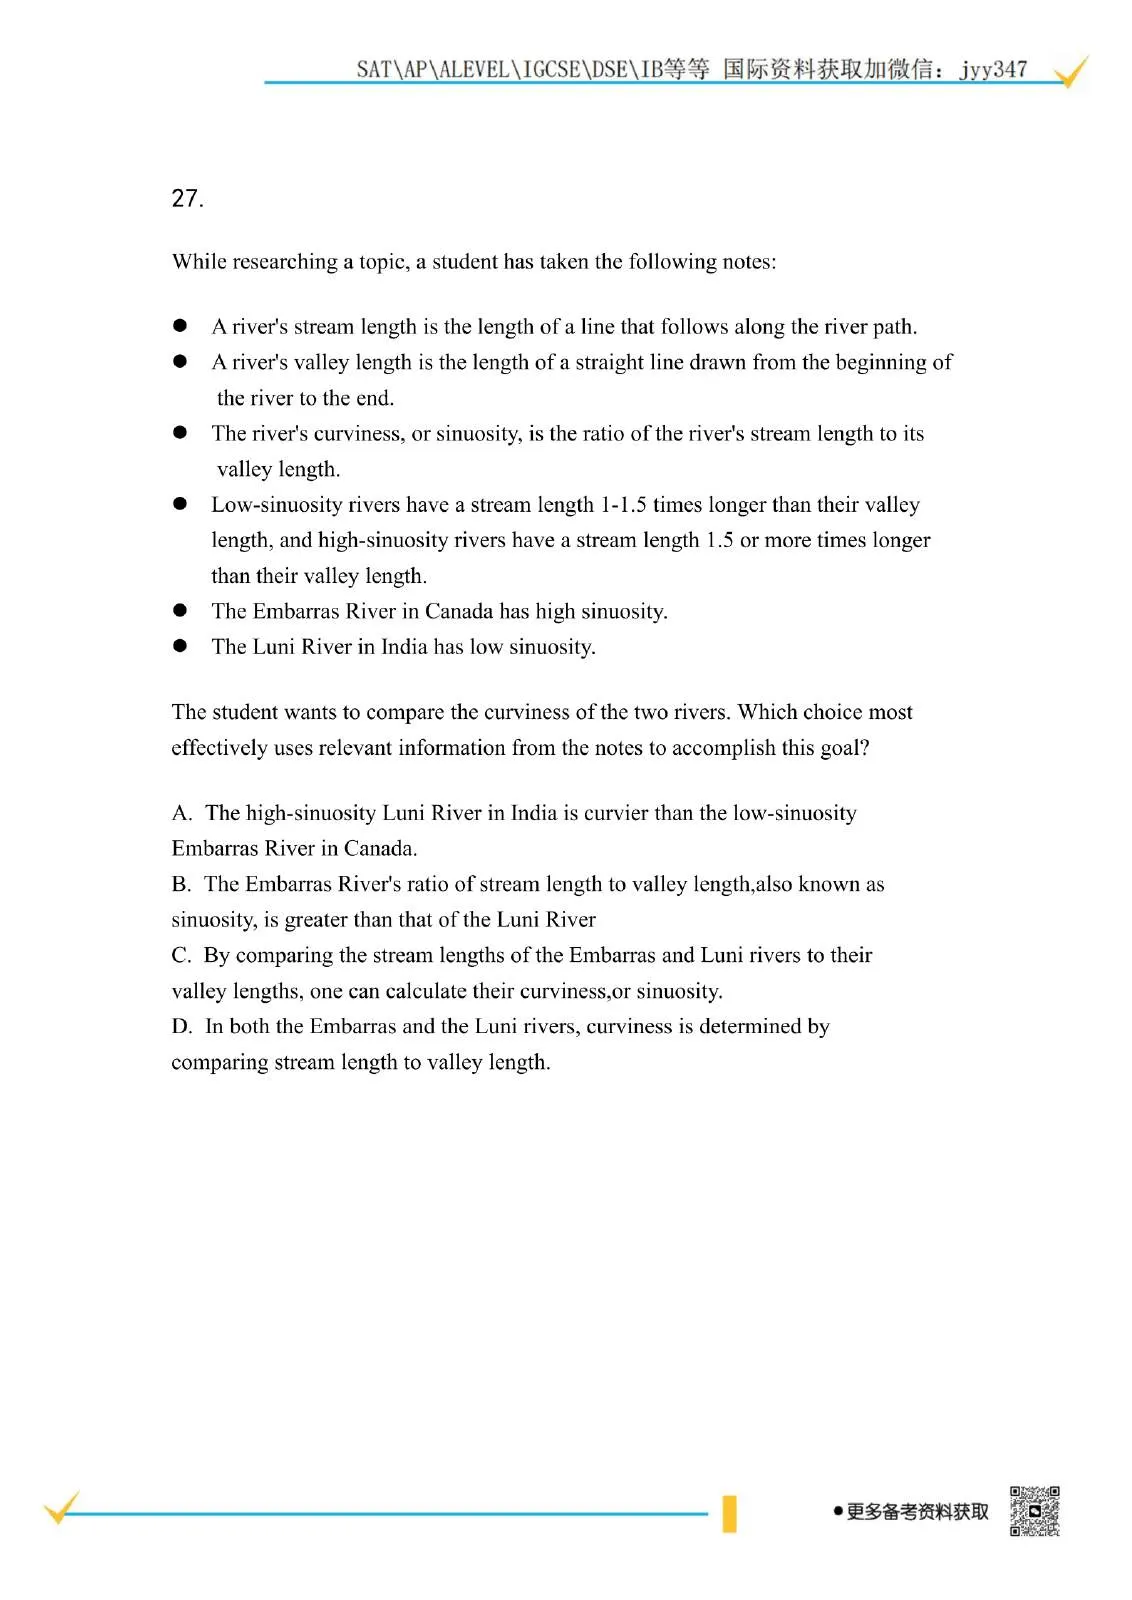 SAT\AP\ALEVEL\IGCSE\DSE\IB等等 国际资料获取加微信：jyy347
27.
While researching a topic, a student has taken the following notes:
● A river's stream length is the length of a line that follows along the river path.
● A river's valley length is the length of a straight line drawn from the beginning of
the river to the end.
● The river's curviness, or sinuosity, is the ratio of the river's stream length to its
valley length.
● Low-sinuosity rivers have a stream length 1-1.5 times longer than their valley
length, and high-sinuosity rivers have a stream length 1.5 or more times longer
than their valley length.
● The Embarras River in Canada has high sinuosity.
● The Luni River in India has low sinuosity.
The student wants to compare the curviness of the two rivers. Which choice most
effectively uses relevant information from the notes to accomplish this goal?
A. The high-sinuosity Luni River in India is curvier than the low-sinuosity
Embarras River in Canada.
B. The Embarras River's ratio of stream length to valley length,also known as
sinuosity, is greater than that of the Luni River
C. By comparing the stream lengths of the Embarras and Luni rivers to their
valley lengths, one can calculate their curviness,or sinuosity.
D. In both the Embarras and the Luni rivers, curviness is determined by
comparing stream length to valley length.
●更多备考资料获取